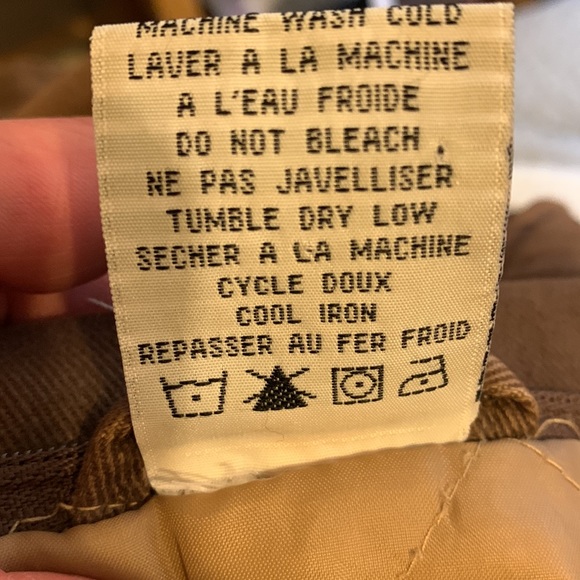 MACHINE WASH COLD
LAVER A LA MACHINE
A L'EAU FROIDE
DO NOT BLEACH
NE PAS JAVELLISER
TUMBLE DRY LOW
SECHER A LA MACHINE
CYCLE DOUX
COOL IRON
REPASSER AU FER FROID